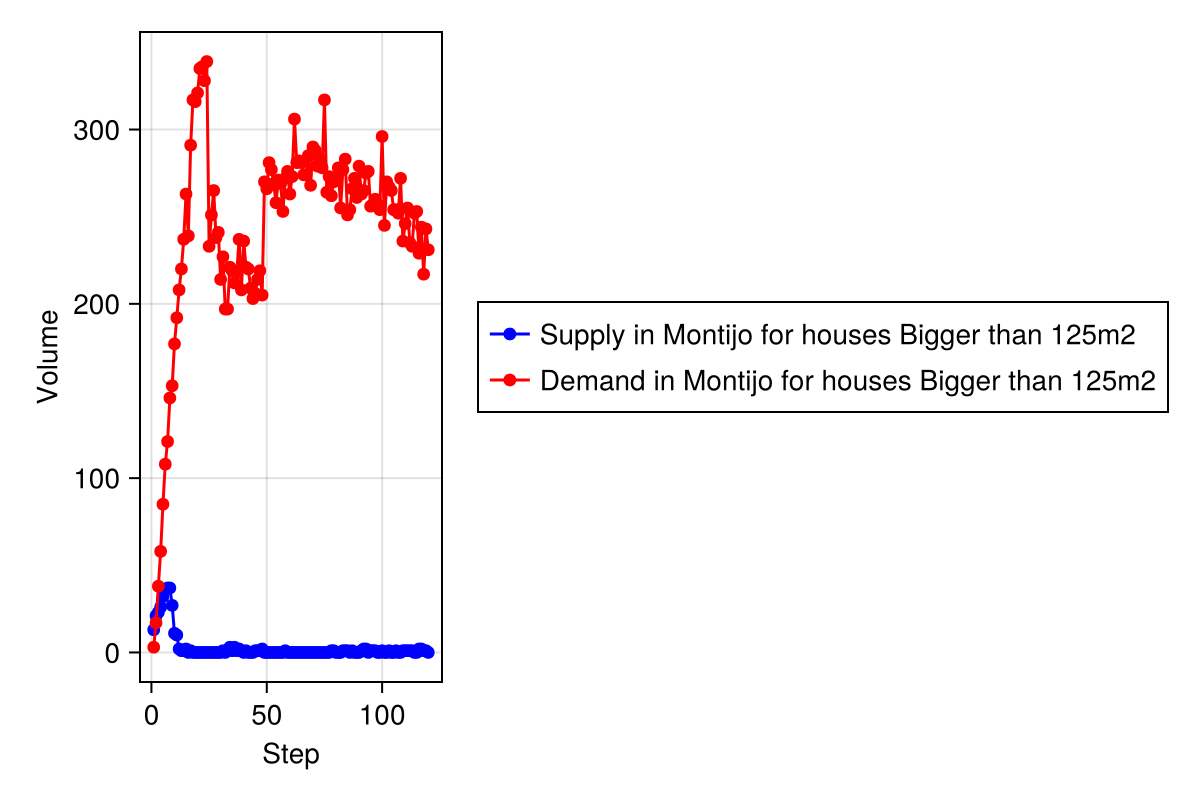 300
200
100
0
Volume
0 50 100
Step
Supply in Montijo for houses Bigger than 125m2
Demand in Montijo for houses Bigger than 125m2